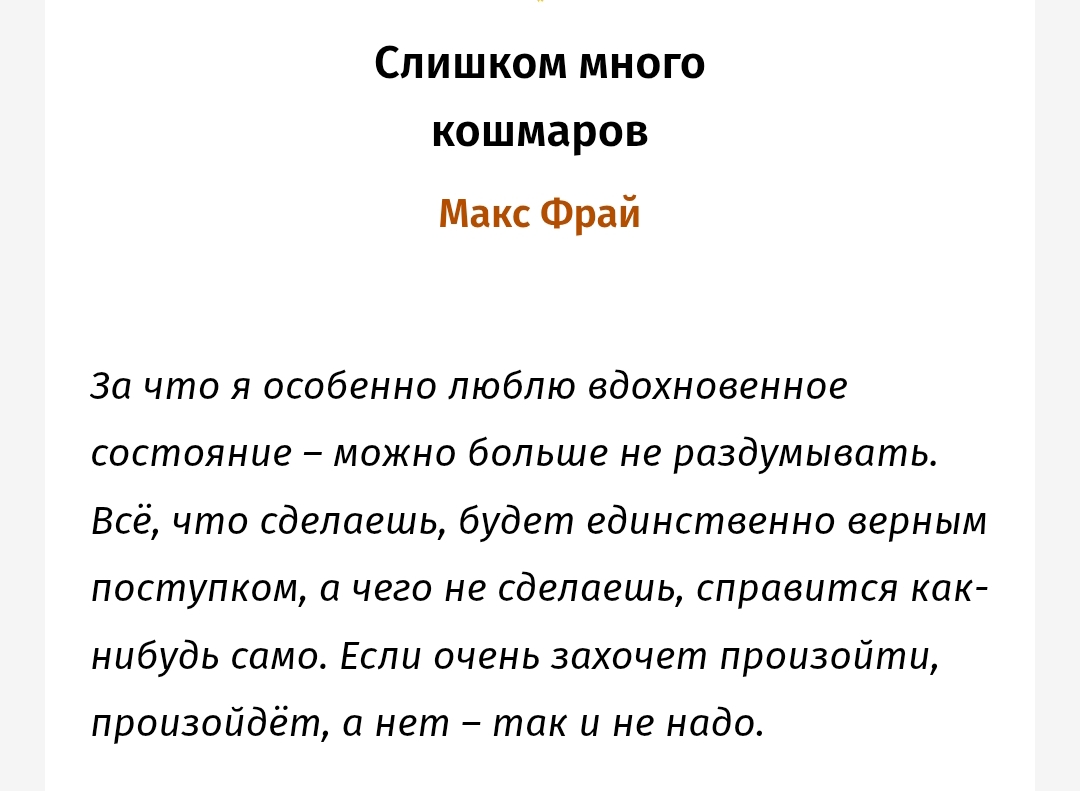 Слишком много
кошмаров
Макс Фрай
За что я особенно люблю вдохновенное
состояние – можно больше не раздумывать.
Всё, что сделаешь, будет единственно верным
поступком, а чего не сделаешь, справится как-
нибудь само. Если очень захочет произойти,
произойдёт, а нет – так и не надо.